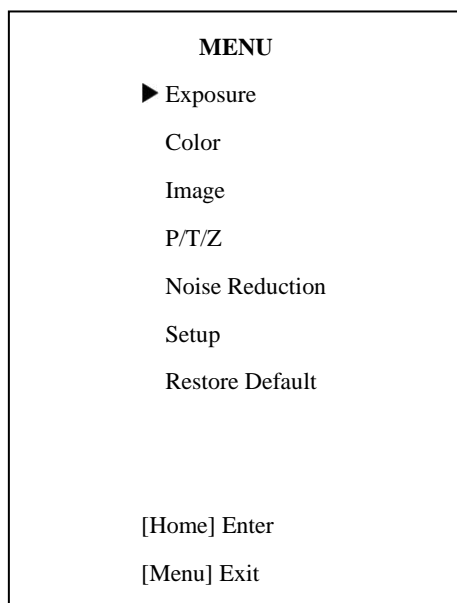 MENU
▶ Exposure
Color
Image
P/T/Z
Noise Reduction
Setup
Restore Default
[Home] Enter
[Menu] Exit